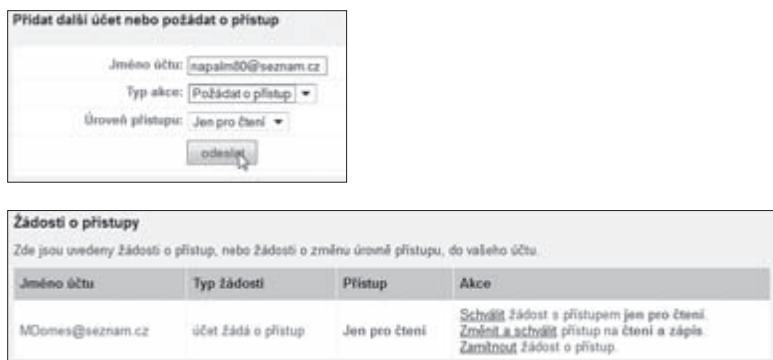 Přidat další účet nebo požádat o přístup
Jméno účtu: napalm80@seznam.cz
Typ akce: Požádat o přístup
Úroveň přístupu: Jen pro čtení
odeslat
Žádosti o přístupy
Zde jsou uvedeny žádosti o přístup, nebo žádosti o změnu úrovně přístupu, do vašeho účtu.
Jméno účtu Typ žádosti Přístup Akce
MDomes@seznam.cz účet žádá o přístup Jen pro čtení Schválit žádost s přístupem jen pro čtení.
Změnit a schválit přístup na čtení a zápis.
Zamítnout žádost o přístup.